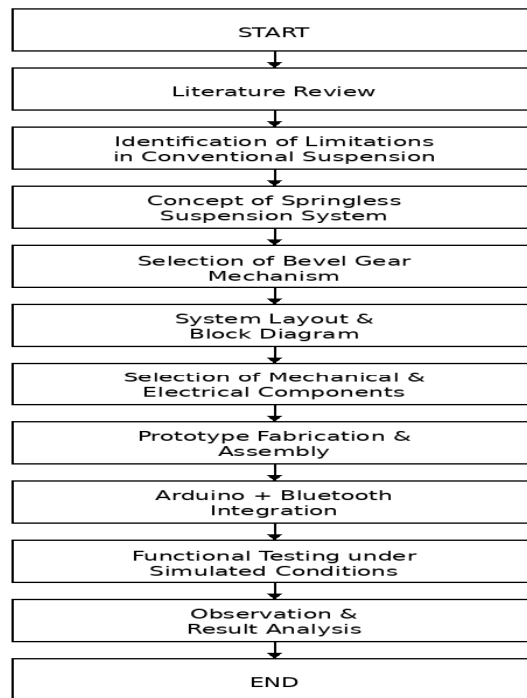 START
Literature Review
Identification of Limitations
in Conventional Suspension
Concept of Springless
Suspension System
Selection of Bevel Gear
Mechanism
System Layout &
Block Diagram
Selection of Mechanical &
Electrical Components
Prototype Fabrication &
Assembly
Arduino + Bluetooth
Integration
Functional Testing under
Simulated Conditions
Observation &
Result Analysis
END